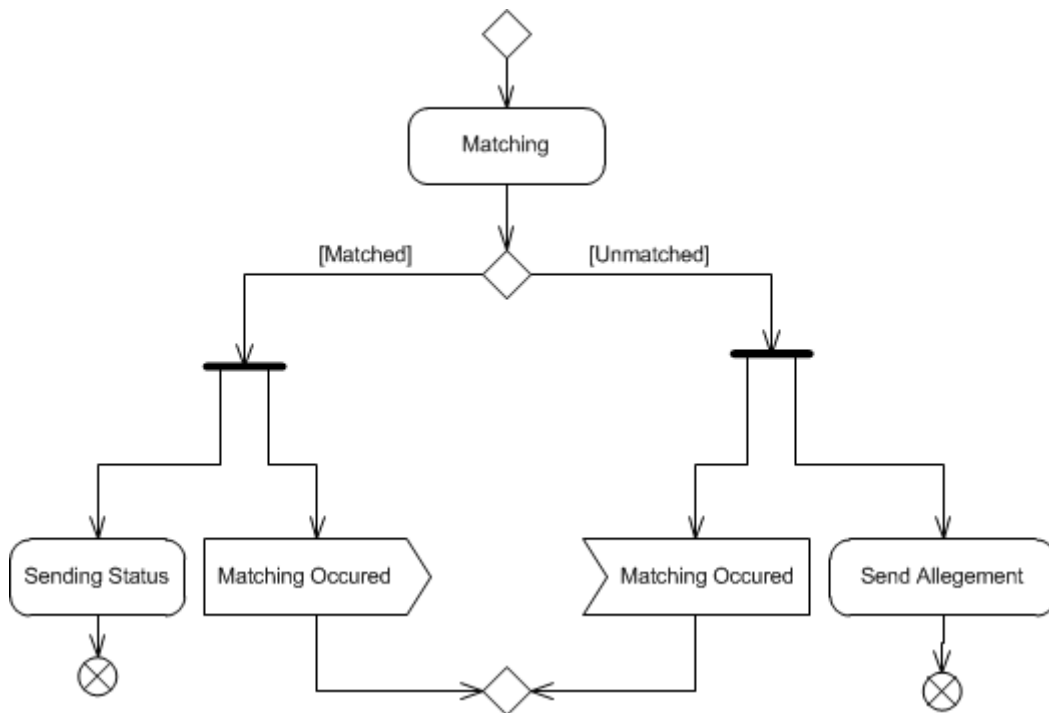 Matching
[Matched]
[Unmatched]
Sending Status
Matching Occured
Matching Occured
Send Allegement